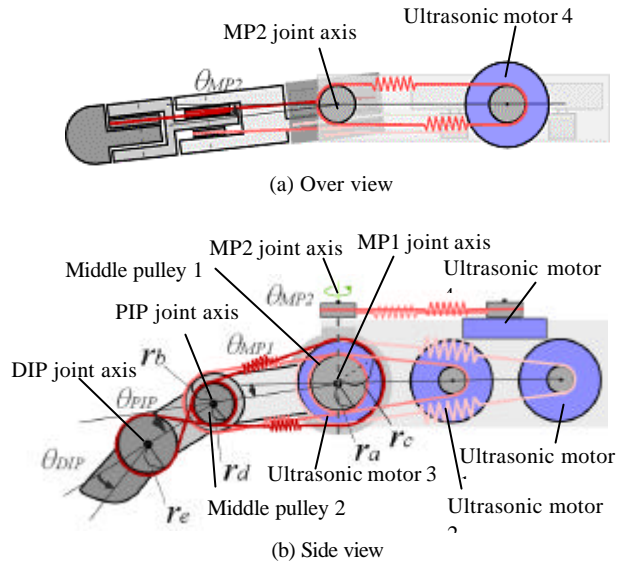 Ultrasonic motor 4
MP2 joint axis
θMP2
(a) Over view
MP2 joint axis
MP1 joint axis
Middle pulley 1
Ultrasonic motor
θMP2
PIP joint axis
θMP1
rb
DIP joint axis
θPIP
rc
θDIP
rd
ra
Ultrasonic motor 3
Ultrasonic motor
re
Middle pulley 2
Ultrasonic motor
(b) Side view